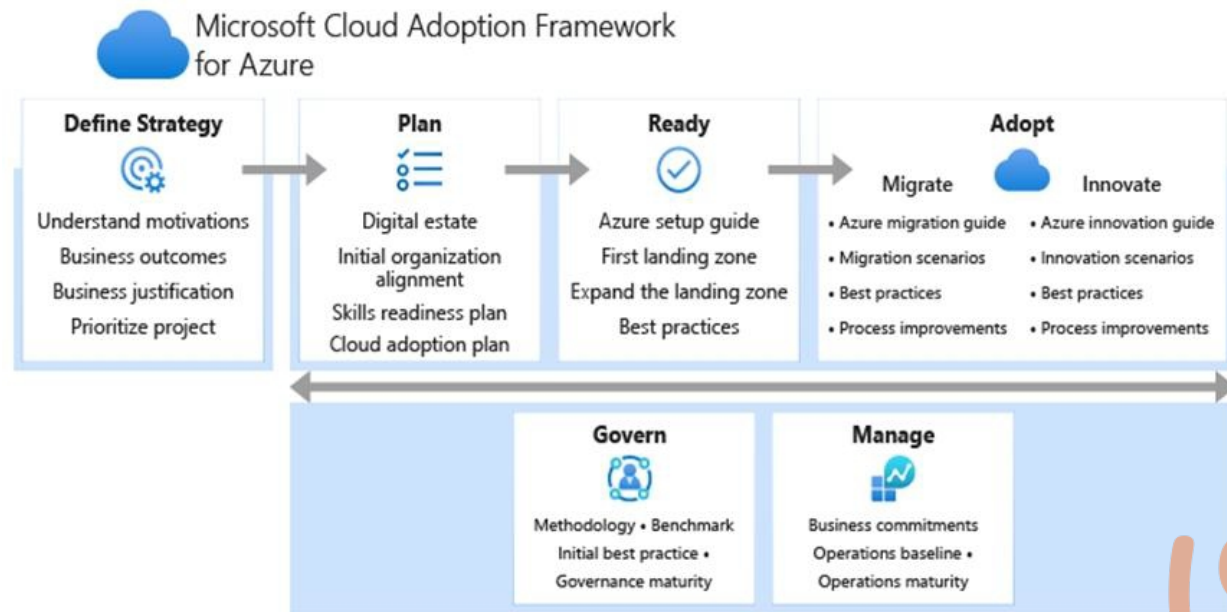 Microsoft Cloud Adoption Framework
for Azure
Define Strategy
Understand motivations
Business outcomes
Business justification
Prioritize project
Plan
Digital estate
Initial organization
alignment
Skills readiness plan
Cloud adoption plan
Ready
Azure setup guide
First landing zone
Expand the landing zone
Best practices
Adopt
Migrate
• Azure migration guide
• Migration scenarios
• Best practices
• Process improvements
Innovate
• Azure innovation guide
• Innovation scenarios
• Best practices
• Process improvements
Govern
Methodology • Benchmark
Initial best practice •
Governance maturity
Manage
Business commitments
Operations baseline •
Operations maturity